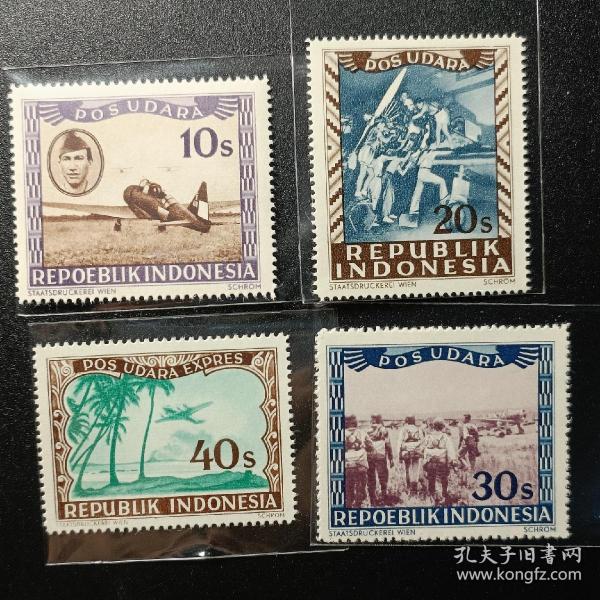 POS UDARA
10s
REPOEBLIK INDONESIA
STAATSDRUCKEREI WIEN SCHROM
POS UDARA
20s
REPUBLIK
INDONESIA
STAATSDRUCKEREI WIEN SCHROM
POS UDARA EXPRES
40s
REPUBLIK INDONESIA
STAATSDRUCKEREI WIEN SCHROM
POS UDARA
30s
REPOEBLIK INDONESIA
STAATSDRUCKEREI WIEN SCHROM
孔夫子旧书网
www.kongfz.com